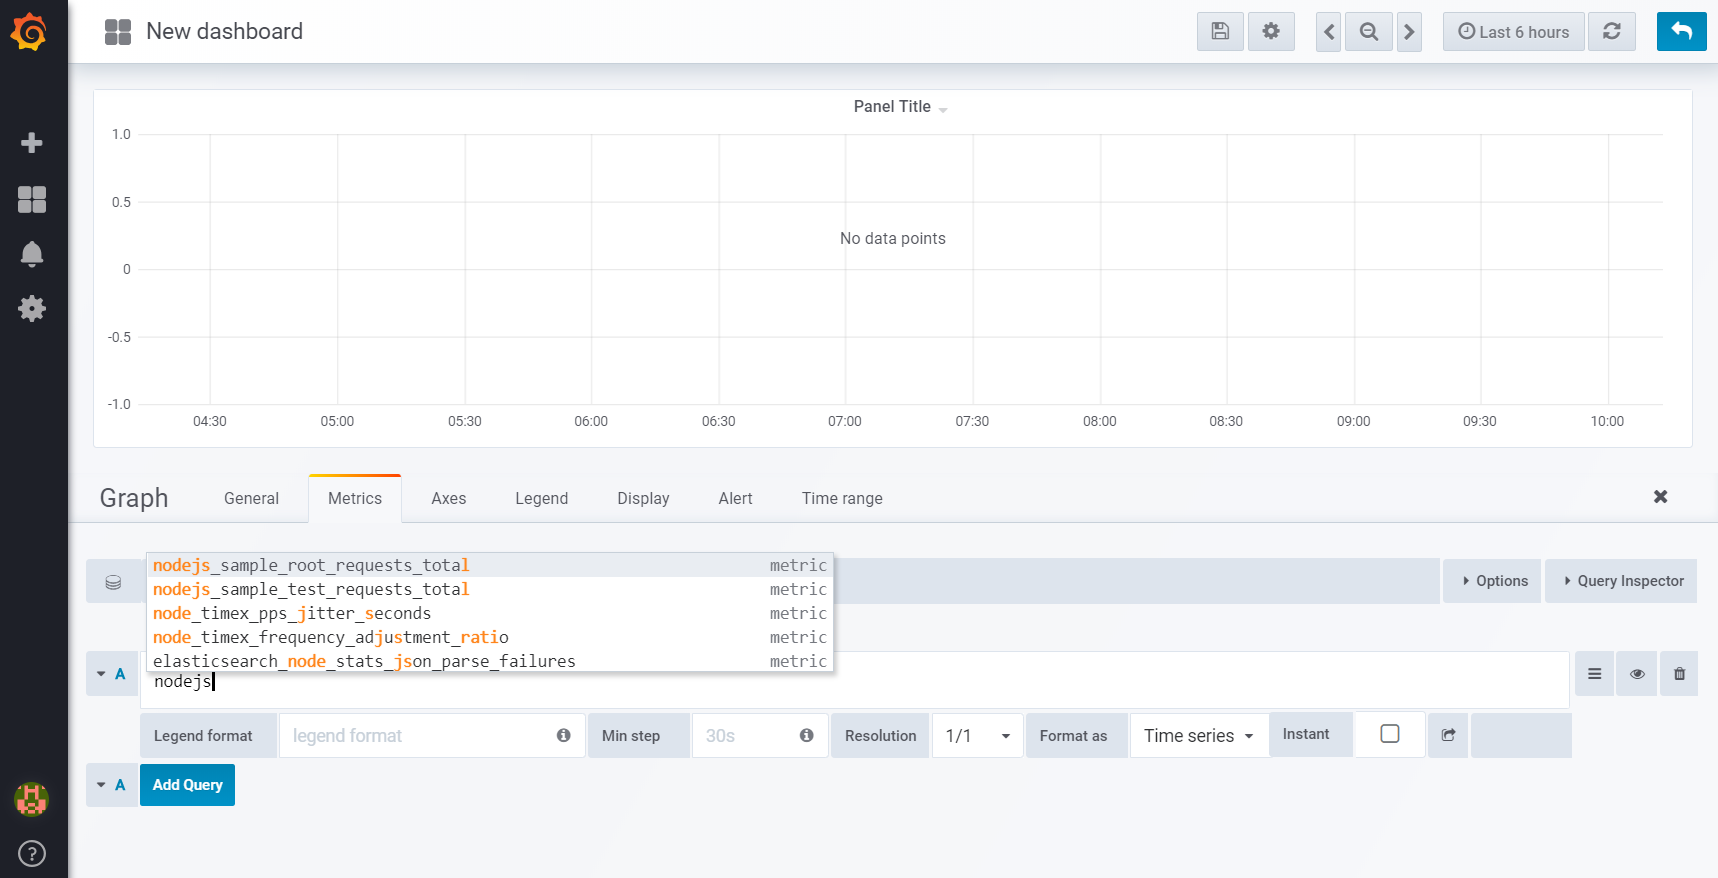 New dashboard
Last 6 hours
Panel Title
1.0
0.5
0
-0.5
-1.0
No data points
04:30 05:00 05:30 06:00 06:30 07:00 07:30 08:00 08:30 09:00 09:30 10:00
Graph General Metrics Axes Legend Display Alert Time range
nodejs_sample_root_requests_total metric
nodejs_sample_test_requests_total metric
node_timex_pps_jitter_seconds metric
node_timex_frequency_adjustment_ratio metric
elasticsearch_node_stats_json_parse_failures metric
Options Query Inspector
A
nodejs
Legend format legend format Min step 30s Resolution 1/1 Format as Time series Instant
A Add Query